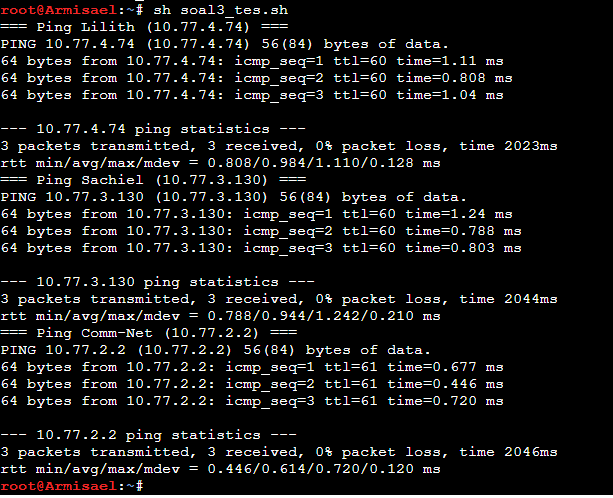 root@Armisael:~# sh soal3_tes.sh
=== Ping Lilith (10.77.4.74) ===
PING 10.77.4.74 (10.77.4.74) 56(84) bytes of data.
64 bytes from 10.77.4.74: icmp_seq=1 ttl=60 time=1.11 ms
64 bytes from 10.77.4.74: icmp_seq=2 ttl=60 time=0.808 ms
64 bytes from 10.77.4.74: icmp_seq=3 ttl=60 time=1.04 ms

--- 10.77.4.74 ping statistics ---
3 packets transmitted, 3 received, 0% packet loss, time 2023ms
rtt min/avg/max/mdev = 0.808/0.984/1.110/0.128 ms
=== Ping Sachiel (10.77.3.130) ===
PING 10.77.3.130 (10.77.3.130) 56(84) bytes of data.
64 bytes from 10.77.3.130: icmp_seq=1 ttl=60 time=1.24 ms
64 bytes from 10.77.3.130: icmp_seq=2 ttl=60 time=0.788 ms
64 bytes from 10.77.3.130: icmp_seq=3 ttl=60 time=0.803 ms

--- 10.77.3.130 ping statistics ---
3 packets transmitted, 3 received, 0% packet loss, time 2044ms
rtt min/avg/max/mdev = 0.788/0.944/1.242/0.210 ms
=== Ping Comm-Net (10.77.2.2) ===
PING 10.77.2.2 (10.77.2.2) 56(84) bytes of data.
64 bytes from 10.77.2.2: icmp_seq=1 ttl=61 time=0.677 ms
64 bytes from 10.77.2.2: icmp_seq=2 ttl=61 time=0.446 ms
64 bytes from 10.77.2.2: icmp_seq=3 ttl=61 time=0.720 ms

--- 10.77.2.2 ping statistics ---
3 packets transmitted, 3 received, 0% packet loss, time 2046ms
rtt min/avg/max/mdev = 0.446/0.614/0.720/0.120 ms
root@Armisael:~#